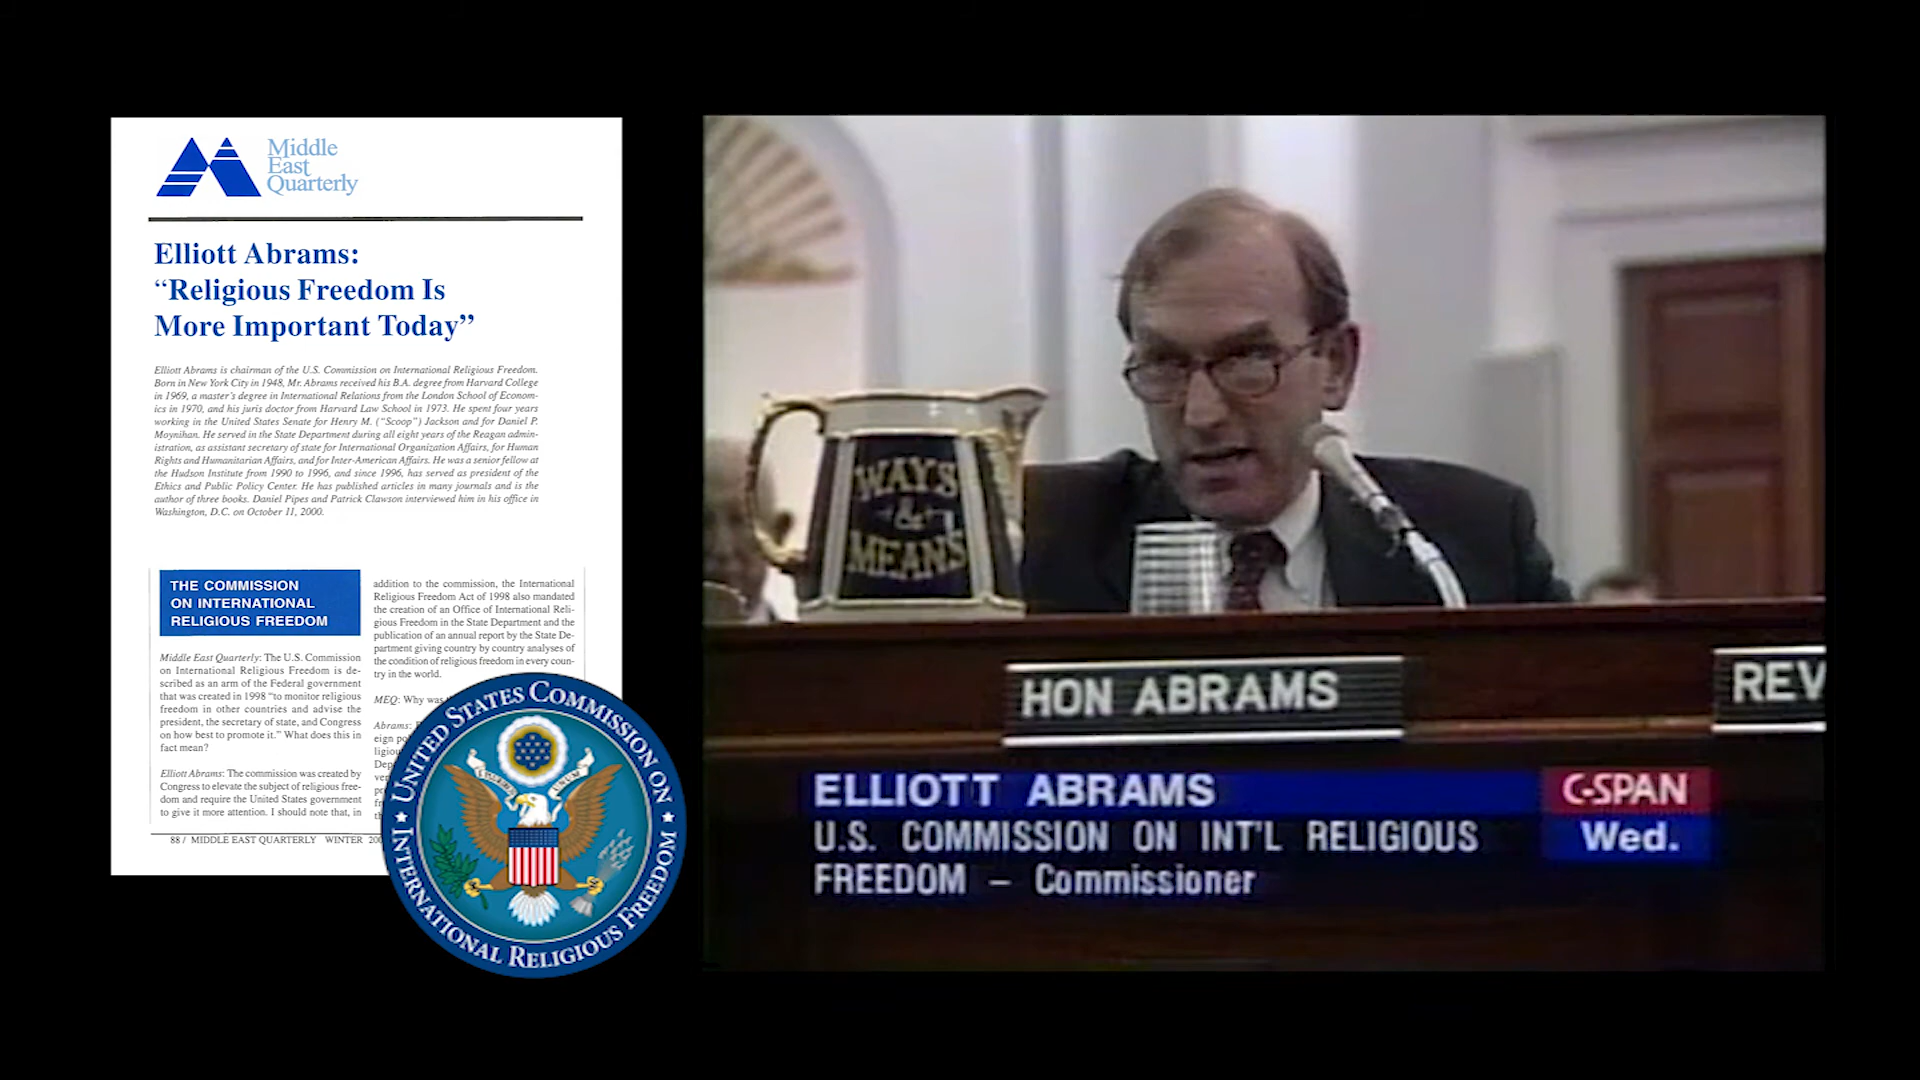 Middle
East
Quarterly
Elliott Abrams:
“Religious Freedom Is
More Important Today”
Elliott Abrams is chairman of the U.S. Commission on International Religious Freedom.
Born in New York City in 1948, Mr. Abrams received his B.A. degree from Harvard College
in 1969, a master's degree in International Relations from the London School of Econom-
ics in 1970, and his juris doctor from Harvard Law School in 1973. He spent four years
working in the United States Senate for Henry M. (“Scoop”) Jackson and for Daniel P.
Moynihan. He served in the State Department during all eight years of the Reagan admin-
istration, as assistant secretary of state for International Organization Affairs, for Human
Rights and Humanitarian Affairs, and for Inter-American Affairs. He was a senior fellow at
the Hudson Institute from 1990 to 1996, and since 1996, has served as president of the
Ethics and Public Policy Center. He has published articles in many journals and is the
author of three books. Daniel Pipes and Patrick Clawson interviewed him in his office in
Washington, D.C. on October 11, 2000.
THE COMMISSION
ON INTERNATIONAL
RELIGIOUS FREEDOM
Middle East Quarterly: The U.S. Commission
on International Religious Freedom is de-
scribed as an arm of the Federal government
that was created in 1998 “to monitor religious
freedom in other countries and advise the
president, the secretary of state, and Congress
on how best to promote it.” What does this in
fact mean?
Elliott Abrams: The commission was created by
Congress to elevate the subject of religious free-
dom and require the United States government
to give it more attention. I should note that, in
addition to the commission, the International
Religious Freedom Act of 1998 also mandated
the creation of an Office of International Reli-
gious Freedom in the State Department and the
publication of an annual report by the State De-
partment giving country by country analyses of
the condition of religious freedom in every coun-
try in the world.
MEQ: Why was
Abrams:
eign po
ligiou
Dep
ver
pr
fr
th
88 / MIDDLE EAST QUARTERLY WINTER 200
UNITED STATES COMMISSION ON
INTERNATIONAL RELIGIOUS FREEDOM
WAYS
&
MEANS
HON ABRAMS
REV
ELLIOTT ABRAMS
U.S. COMMISSION ON INT'L RELIGIOUS
FREEDOM – Commissioner
C-SPAN
Wed.